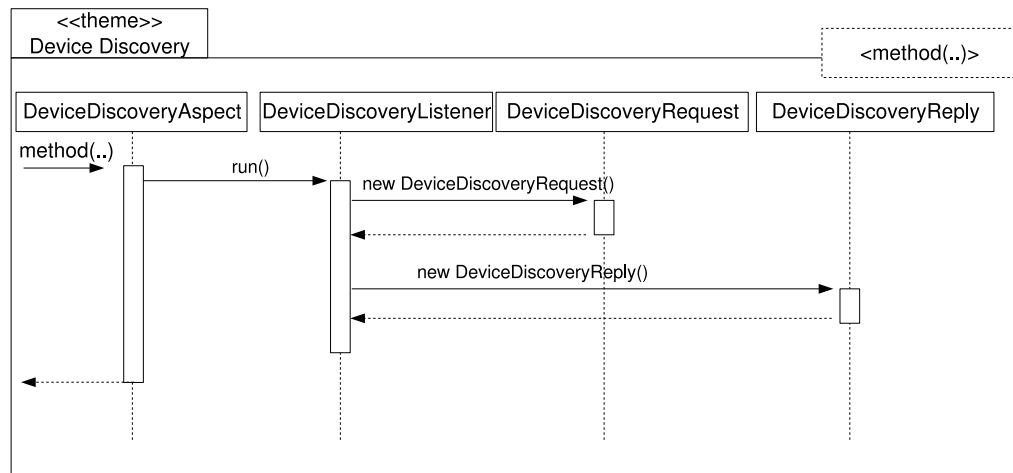 <<theme>>
Device Discovery
<method(..)>
DeviceDiscoveryAspect
DeviceDiscoveryListener
DeviceDiscoveryRequest
DeviceDiscoveryReply
method(..)
run()
new DeviceDiscoveryRequest()
new DeviceDiscoveryReply()